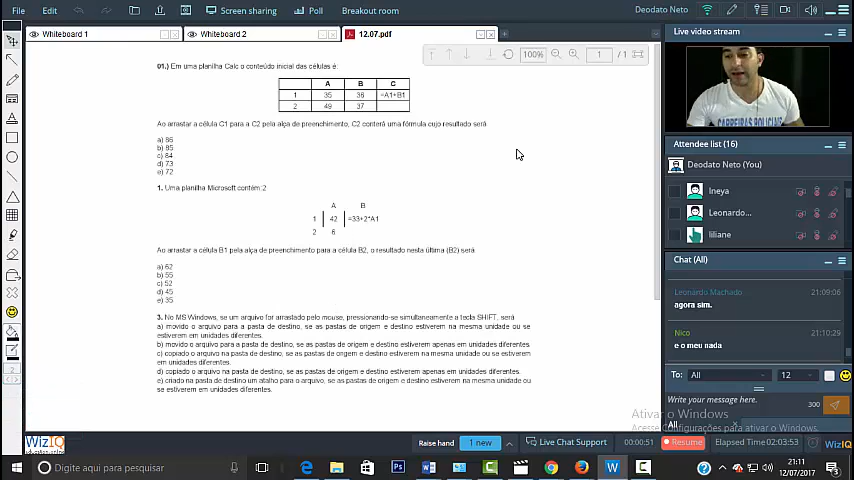 File Edit Screen sharing Poll Breakout room Deodato Neto
Whiteboard 1 Whiteboard 2 12.07.pdf
100% 1 / 1
01.) Em uma planilha Calc o conteúdo inicial das células é:
A B C
1 35 36 =A1+B1
2 49 37
Ao arrastar a célula C1 para a C2 pela alça de preenchimento, C2 conterá uma fórmula cujo resultado será
a) 86
b) 85
c) 84
d) 73
e) 72
1. Uma planilha Microsoft contém:2
A B
1 42 =33+2*A1
2 6
Ao arrastar a célula B1 pela alça de preenchimento para a célula B2, o resultado nesta última (B2) será
a) 62
b) 55
c) 52
d) 45
e) 35
3. No MS Windows, se um arquivo for arrastado pelo mouse, pressionando-se simultaneamente a tecla SHIFT, será
a) movido o arquivo para a pasta de destino, se as pastas de origem e destino estiverem na mesma unidade ou se
estiverem em unidades diferentes.
b) movido o arquivo para a pasta de destino, se as pastas de origem e destino estiverem apenas em unidades diferentes.
c) copiado o arquivo na pasta de destino, se as pastas de origem e destino estiverem na mesma unidade ou se estiverem
em unidades diferentes.
d) copiado o arquivo na pasta de destino, se as pastas de origem e destino estiverem apenas em unidades diferentes.
e) criado na pasta de destino um atalho para o arquivo, se as pastas de origem e destino estiverem na mesma unidade ou
se estiverem em unidades diferentes.
Live video stream
CARREIRAS POLICIAIS
Attendee list (16)
Deodato Neto (You)
Ineya
Leonardo...
liliane
Chat (All)
Leonardo Machado 21:09:06
agora sim.
Nico 21:10:29
e o meu nada
To: All 12
Write your message here. 300
All
Ativar o Windows
Acesse Configurações para ativar o Windows.
WizIQ
education.online
Raise hand 1 new Live Chat Support 00:00:51 Resume Elapsed Time : 2:03:53 WizIQ
Digite aqui para pesquisar
21:11
12/07/2017
3